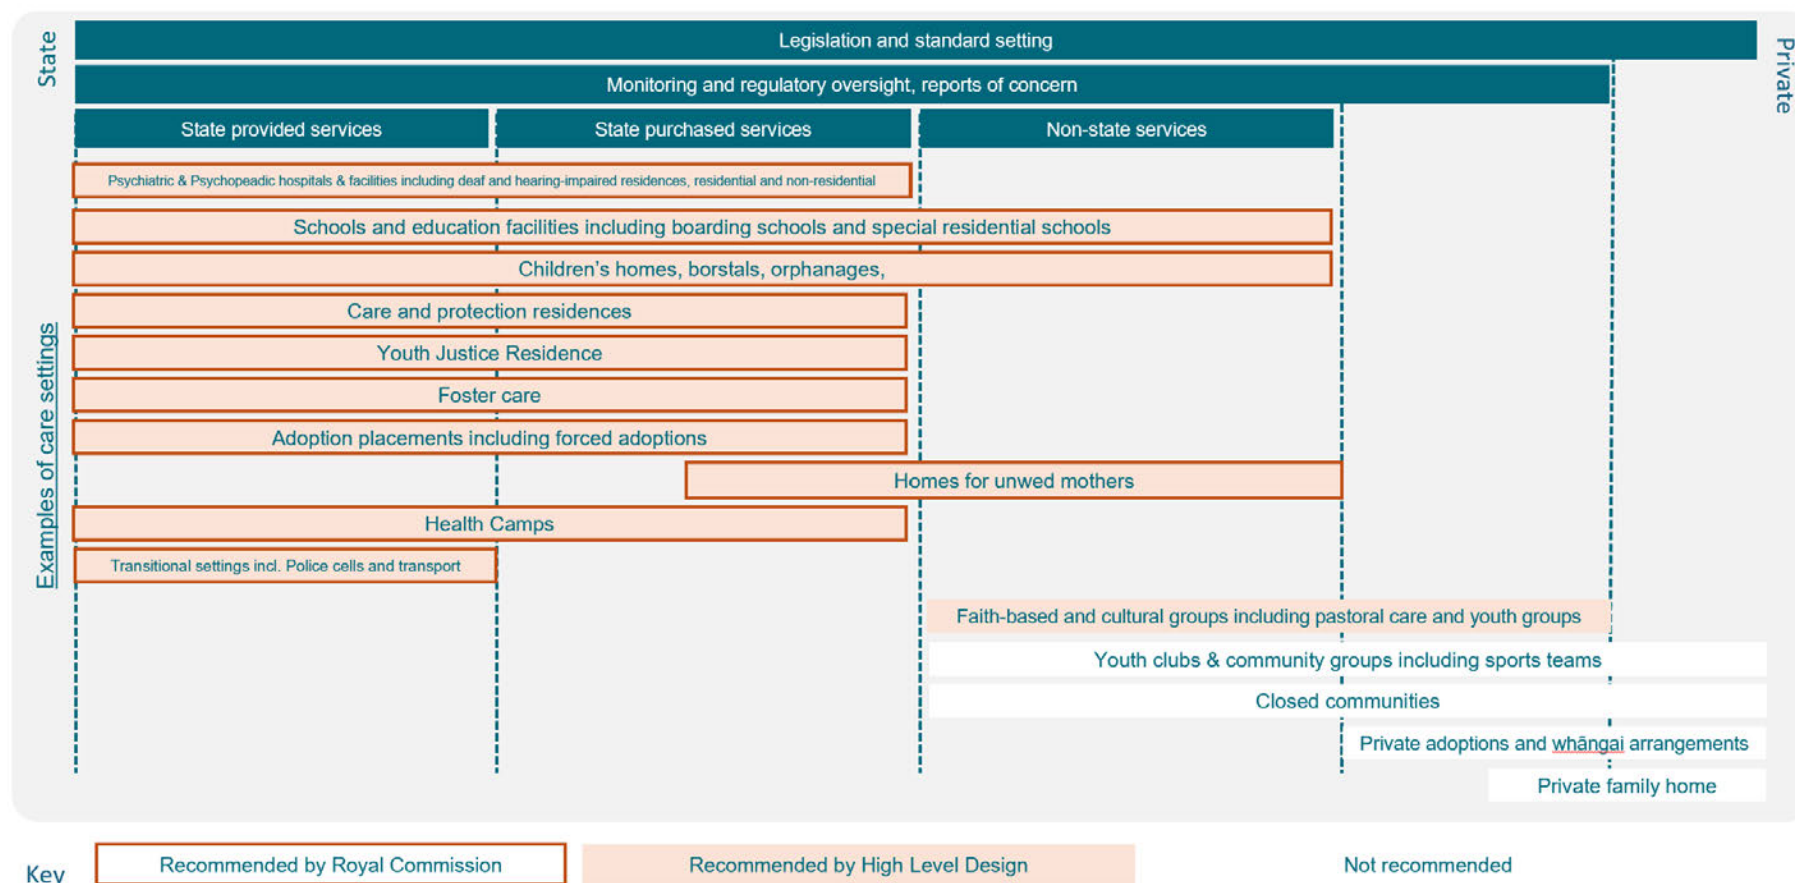 State
Legislation and standard setting
Private
Monitoring and regulatory oversight, reports of concern
State provided services
State purchased services
Non-state services
Psychiatric & Psychopeadic hospitals & facilities including deaf and hearing-impaired residences, residential and non-residential
Schools and education facilities including boarding schools and special residential schools
Children's homes, borstals, orphanages,
Care and protection residences
Youth Justice Residence
Foster care
Adoption placements including forced adoptions
Homes for unwed mothers
Health Camps
Transitional settings incl. Police cells and transport
Examples of care settings
Faith-based and cultural groups including pastoral care and youth groups
Youth clubs & community groups including sports teams
Closed communities
Private adoptions and whāngai arrangements
Private family home
Key
Recommended by Royal Commission
Recommended by High Level Design
Not recommended